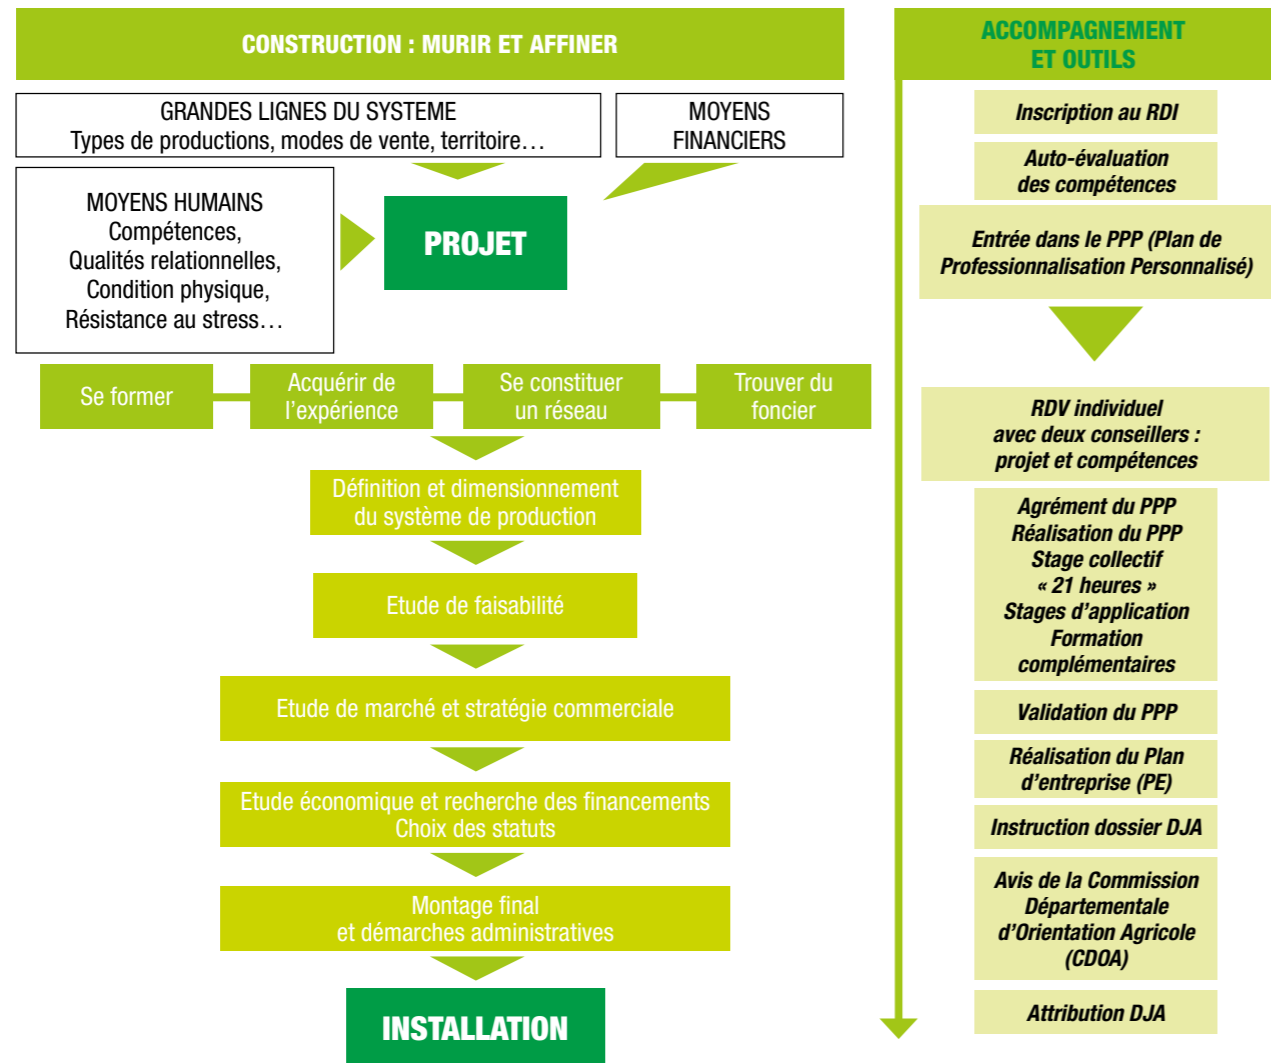 CONSTRUCTION : MURIR ET AFFINER
GRANDES LIGNES DU SYSTEME
Types de productions, modes de vente, territoire…
MOYENS
FINANCIERS
MOYENS HUMAINS
Compétences,
Qualités relationnelles,
Condition physique,
Résistance au stress…
PROJET
Se former
Acquérir de
l’expérience
Se constituer
un réseau
Trouver du
foncier
Définition et dimensionnement
du système de production
Etude de faisabilité
Etude de marché et stratégie commerciale
Etude économique et recherche des financements
Choix des statuts
Montage final
et démarches administratives
INSTALLATION
ACCOMPAGNEMENT
ET OUTILS
Inscription au RDI
Auto-évaluation
des compétences
Entrée dans le PPP (Plan de
Professionnalisation Personnalisé)
RDV individuel
avec deux conseillers :
projet et compétences
Agrément du PPP
Réalisation du PPP
Stage collectif
« 21 heures »
Stages d’application
Formation
complémentaires
Validation du PPP
Réalisation du Plan
d’entreprise (PE)
Instruction dossier DJA
Avis de la Commission
Départementale
d’Orientation Agricole
(CDOA)
Attribution DJA